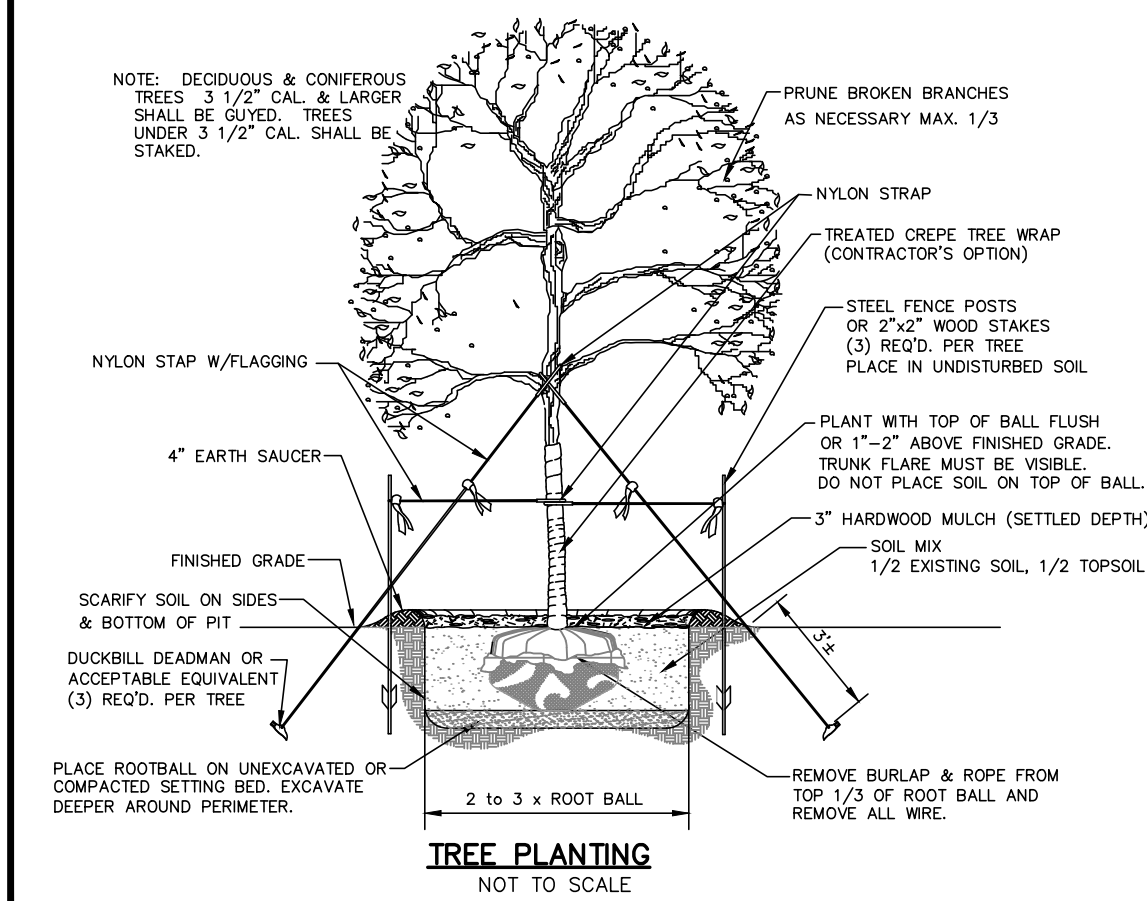 NOTE: DECIDUOUS & CONIFEROUS
TREES 3 1/2" CAL. & LARGER
SHALL BE GUYED. TREES
UNDER 3 1/2" CAL. SHALL BE
STAKED.
PRUNE BROKEN BRANCHES
AS NECESSARY MAX. 1/3
NYLON STRAP
TREATED CREPE TREE WRAP
(CONTRACTOR'S OPTION)
STEEL FENCE POSTS
OR 2"x2" WOOD STAKES
(3) REQ'D. PER TREE
PLACE IN UNDISTURBED SOIL
NYLON STAP W/FLAGGING
PLANT WITH TOP OF BALL FLUSH
OR 1"-2" ABOVE FINISHED GRADE.
TRUNK FLARE MUST BE VISIBLE.
DO NOT PLACE SOIL ON TOP OF BALL.
4" EARTH SAUCER
3" HARDWOOD MULCH (SETTLED DEPTH)
SOIL MIX
1/2 EXISTING SOIL, 1/2 TOPSOIL
FINISHED GRADE
SCARIFY SOIL ON SIDES
& BOTTOM OF PIT
3'±
DUCKBILL DEADMAN OR
ACCEPTABLE EQUIVALENT
(3) REQ'D. PER TREE
PLACE ROOTBALL ON UNEXCAVATED OR
COMPACTED SETTING BED. EXCAVATE
DEEPER AROUND PERIMETER.
2 to 3 x ROOT BALL
REMOVE BURLAP & ROPE FROM
TOP 1/3 OF ROOT BALL AND
REMOVE ALL WIRE.
TREE PLANTING
NOT TO SCALE